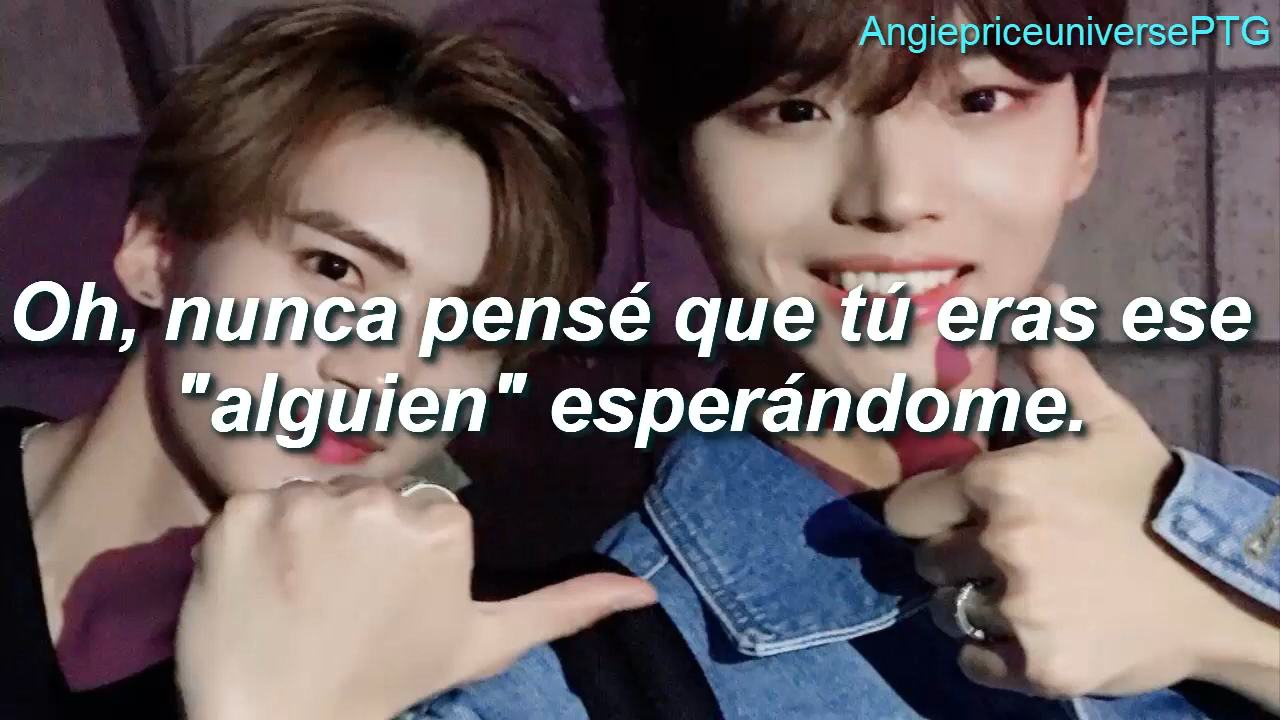 AngiepriceuniversePTG
Oh, nunca pensé que tú eras ese
"alguien" esperándome.